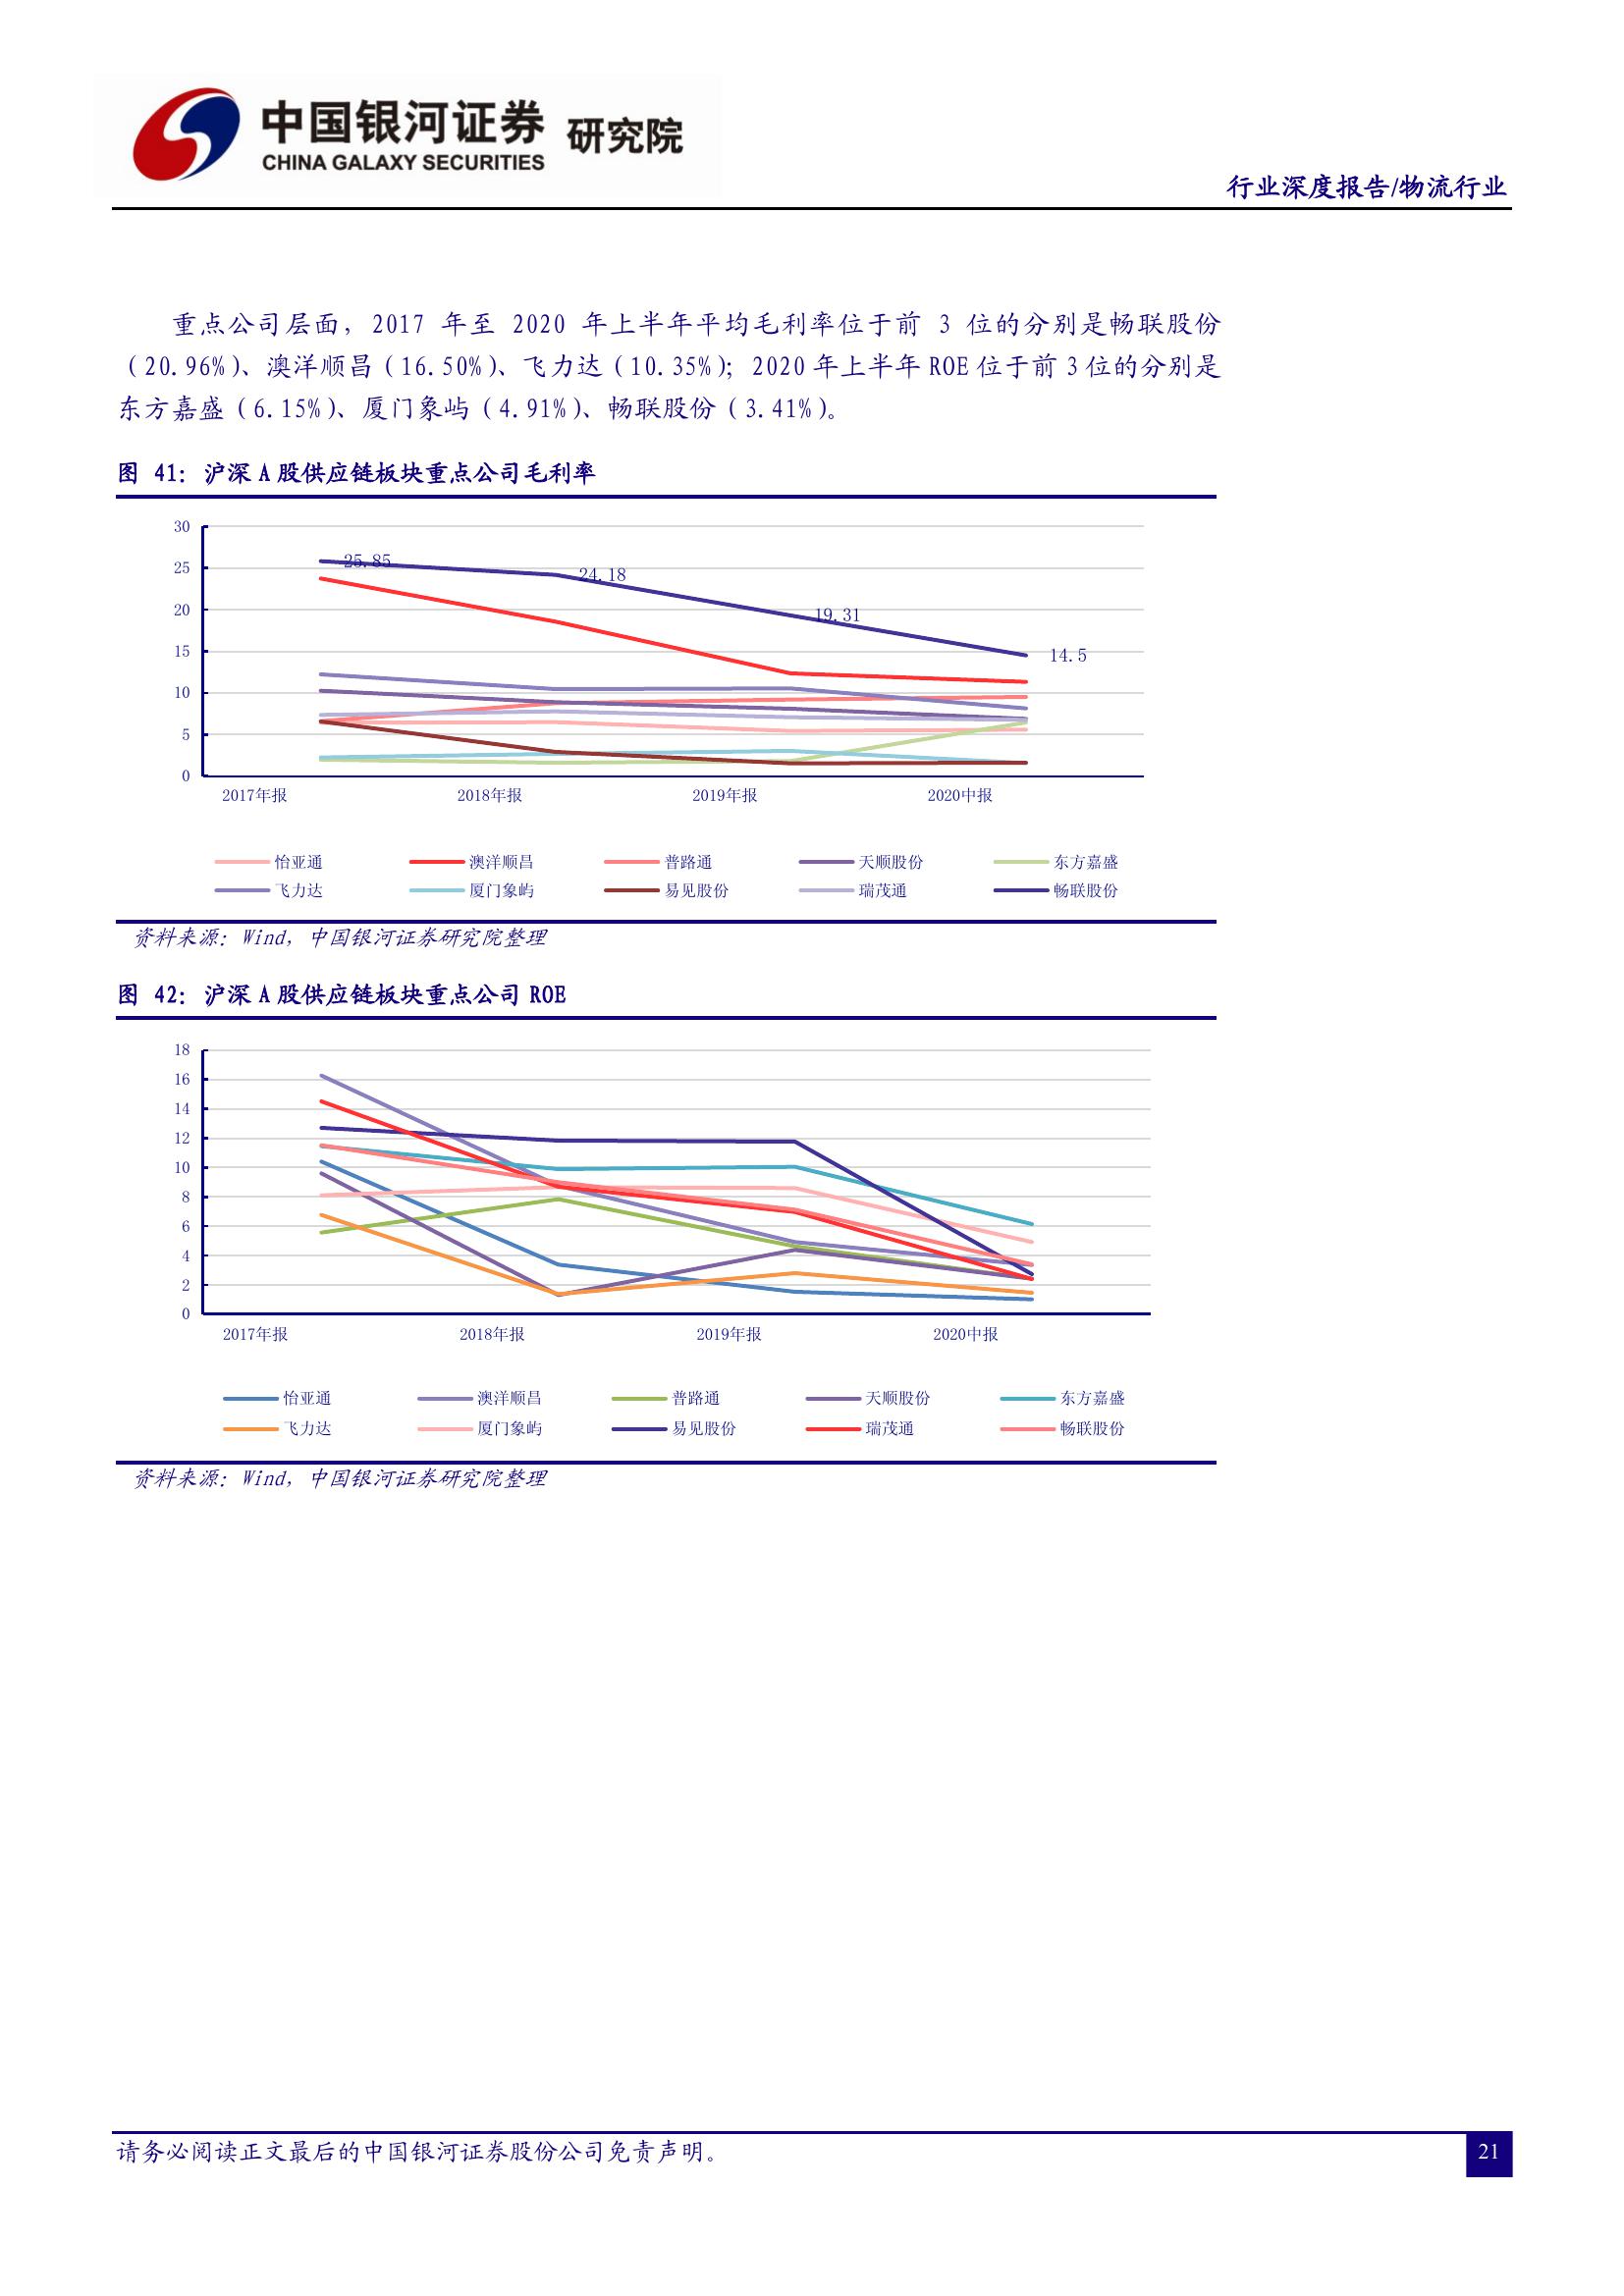 中国银河证券 研究院
CHINA GALAXY SECURITIES
行业深度报告/物流行业
重点公司层面，2017 年至 2020 年上半年平均毛利率位于前 3 位的分别是畅联股份
（20.96%）、澳洋顺昌（16.50%）、飞力达（10.35%）；2020 年上半年 ROE 位于前 3 位的分别是
东方嘉盛（6.15%）、厦门象屿（4.91%）、畅联股份（3.41%）。
图 41：沪深 A 股供应链板块重点公司毛利率
30
25
20
15
10
5
0
25.85
24.18
19.31
14.5
2017年报 2018年报 2019年报 2020中报
怡亚通 澳洋顺昌 普路通 天顺股份 东方嘉盛
飞力达 厦门象屿 易见股份 瑞茂通 畅联股份
资料来源：Wind，中国银河证券研究院整理
图 42：沪深 A 股供应链板块重点公司 ROE
18
16
14
12
10
8
6
4
2
0
2017年报 2018年报 2019年报 2020中报
怡亚通 澳洋顺昌 普路通 天顺股份 东方嘉盛
飞力达 厦门象屿 易见股份 瑞茂通 畅联股份
资料来源：Wind，中国银河证券研究院整理
请务必阅读正文最后的中国银河证券股份公司免责声明。
21